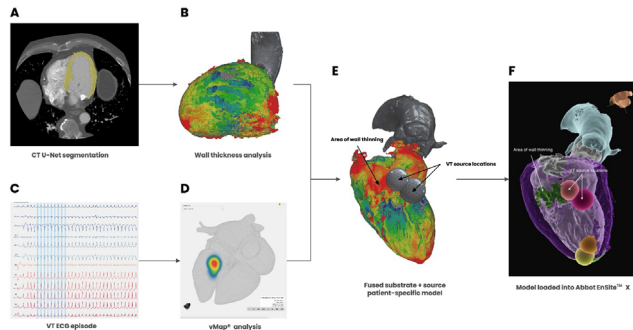 A
B
CT U-Net segmentation
Wall thickness analysis
C
D
VT ECG episode
vMap® analysis
E
Area of wall thinning
VT source locations
Fused substrate + source
patient-specific model
F
Area of wall thinning
VT source locations
Model loaded into Abbot EnSite™ X